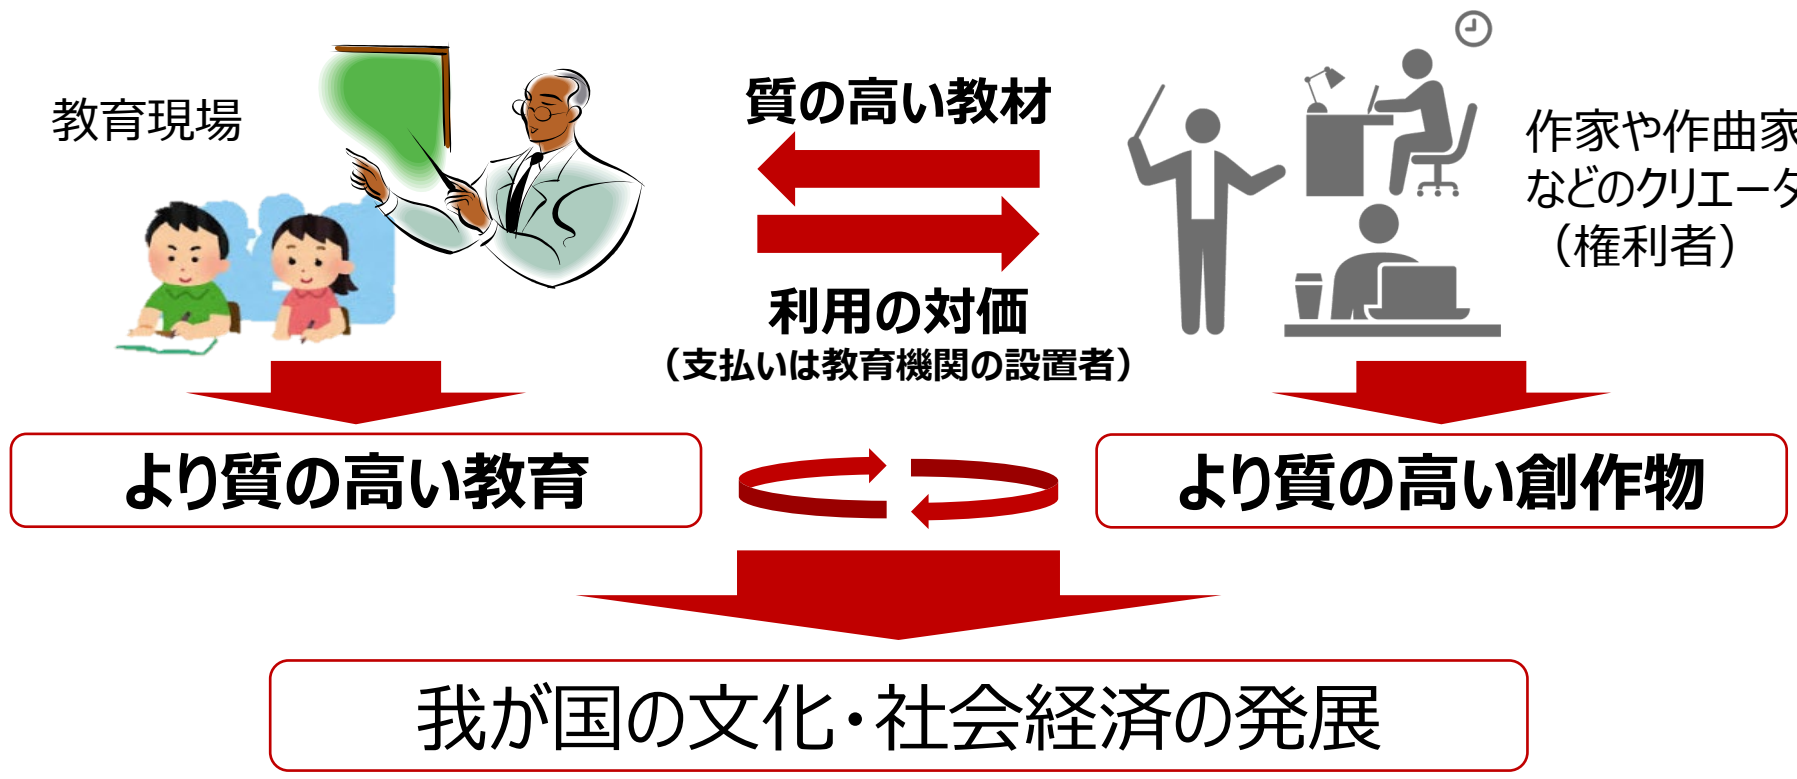 教育現場
質の高い教材
利用の対価
（支払いは教育機関の設置者）
作家や作曲家
などのクリエータ
（権利者）
より質の高い教育
より質の高い創作物
我が国の文化・社会経済の発展